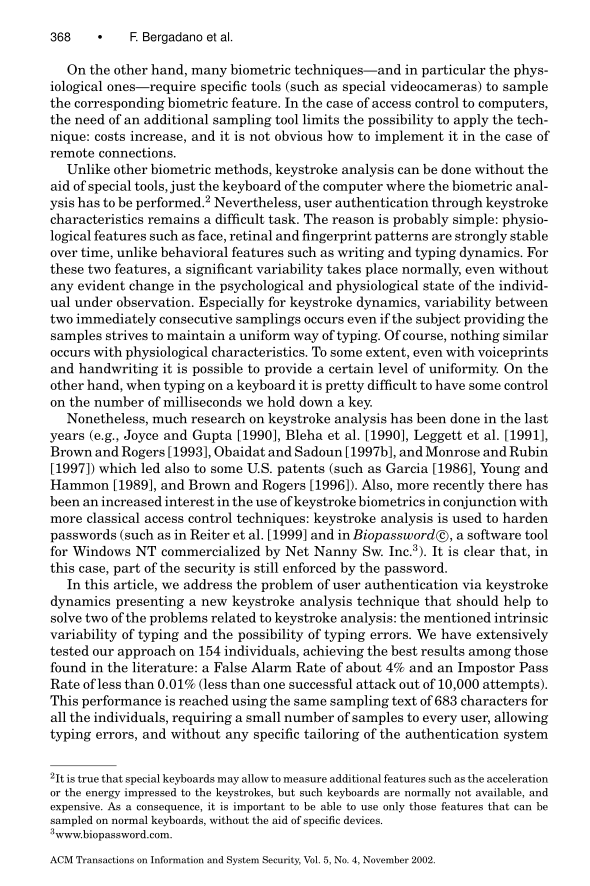 368 • F. Bergadano et al.
On the other hand, many biometric techniques—and in particular the phys-
iological ones—require specific tools (such as special videocameras) to sample
the corresponding biometric feature. In the case of access control to computers,
the need of an additional sampling tool limits the possibility to apply the tech-
nique: costs increase, and it is not obvious how to implement it in the case of
remote connections.
Unlike other biometric methods, keystroke analysis can be done without the
aid of special tools, just the keyboard of the computer where the biometric anal-
ysis has to be performed.² Nevertheless, user authentication through keystroke
characteristics remains a difficult task. The reason is probably simple: physio-
logical features such as face, retinal and fingerprint patterns are strongly stable
over time, unlike behavioral features such as writing and typing dynamics. For
these two features, a significant variability takes place normally, even without
any evident change in the psychological and physiological state of the individ-
ual under observation. Especially for keystroke dynamics, variability between
two immediately consecutive samplings occurs even if the subject providing the
samples strives to maintain a uniform way of typing. Of course, nothing similar
occurs with physiological characteristics. To some extent, even with voiceprints
and handwriting it is possible to provide a certain level of uniformity. On the
other hand, when typing on a keyboard it is pretty difficult to have some control
on the number of milliseconds we hold down a key.
Nonetheless, much research on keystroke analysis has been done in the last
years (e.g., Joyce and Gupta [1990], Bleha et al. [1990], Leggett et al. [1991],
Brown and Rogers [1993], Obaidat and Sadoun [1997b], and Monrose and Rubin
[1997]) which led also to some U.S. patents (such as Garcia [1986], Young and
Hammon [1989], and Brown and Rogers [1996]). Also, more recently there has
been an increased interest in the use of keystroke biometrics in conjunction with
more classical access control techniques: keystroke analysis is used to harden
passwords (such as in Reiter et al. [1999] and in Biopassword©, a software tool
for Windows NT commercialized by Net Nanny Sw. Inc.³). It is clear that, in
this case, part of the security is still enforced by the password.
In this article, we address the problem of user authentication via keystroke
dynamics presenting a new keystroke analysis technique that should help to
solve two of the problems related to keystroke analysis: the mentioned intrinsic
variability of typing and the possibility of typing errors. We have extensively
tested our approach on 154 individuals, achieving the best results among those
found in the literature: a False Alarm Rate of about 4% and an Impostor Pass
Rate of less than 0.01% (less than one successful attack out of 10,000 attempts).
This performance is reached using the same sampling text of 683 characters for
all the individuals, requiring a small number of samples to every user, allowing
typing errors, and without any specific tailoring of the authentication system
²It is true that special keyboards may allow to measure additional features such as the acceleration
or the energy impressed to the keystrokes, but such keyboards are normally not available, and
expensive. As a consequence, it is important to be able to use only those features that can be
sampled on normal keyboards, without the aid of specific devices.
³www.biopassword.com.
ACM Transactions on Information and System Security, Vol. 5, No. 4, November 2002.